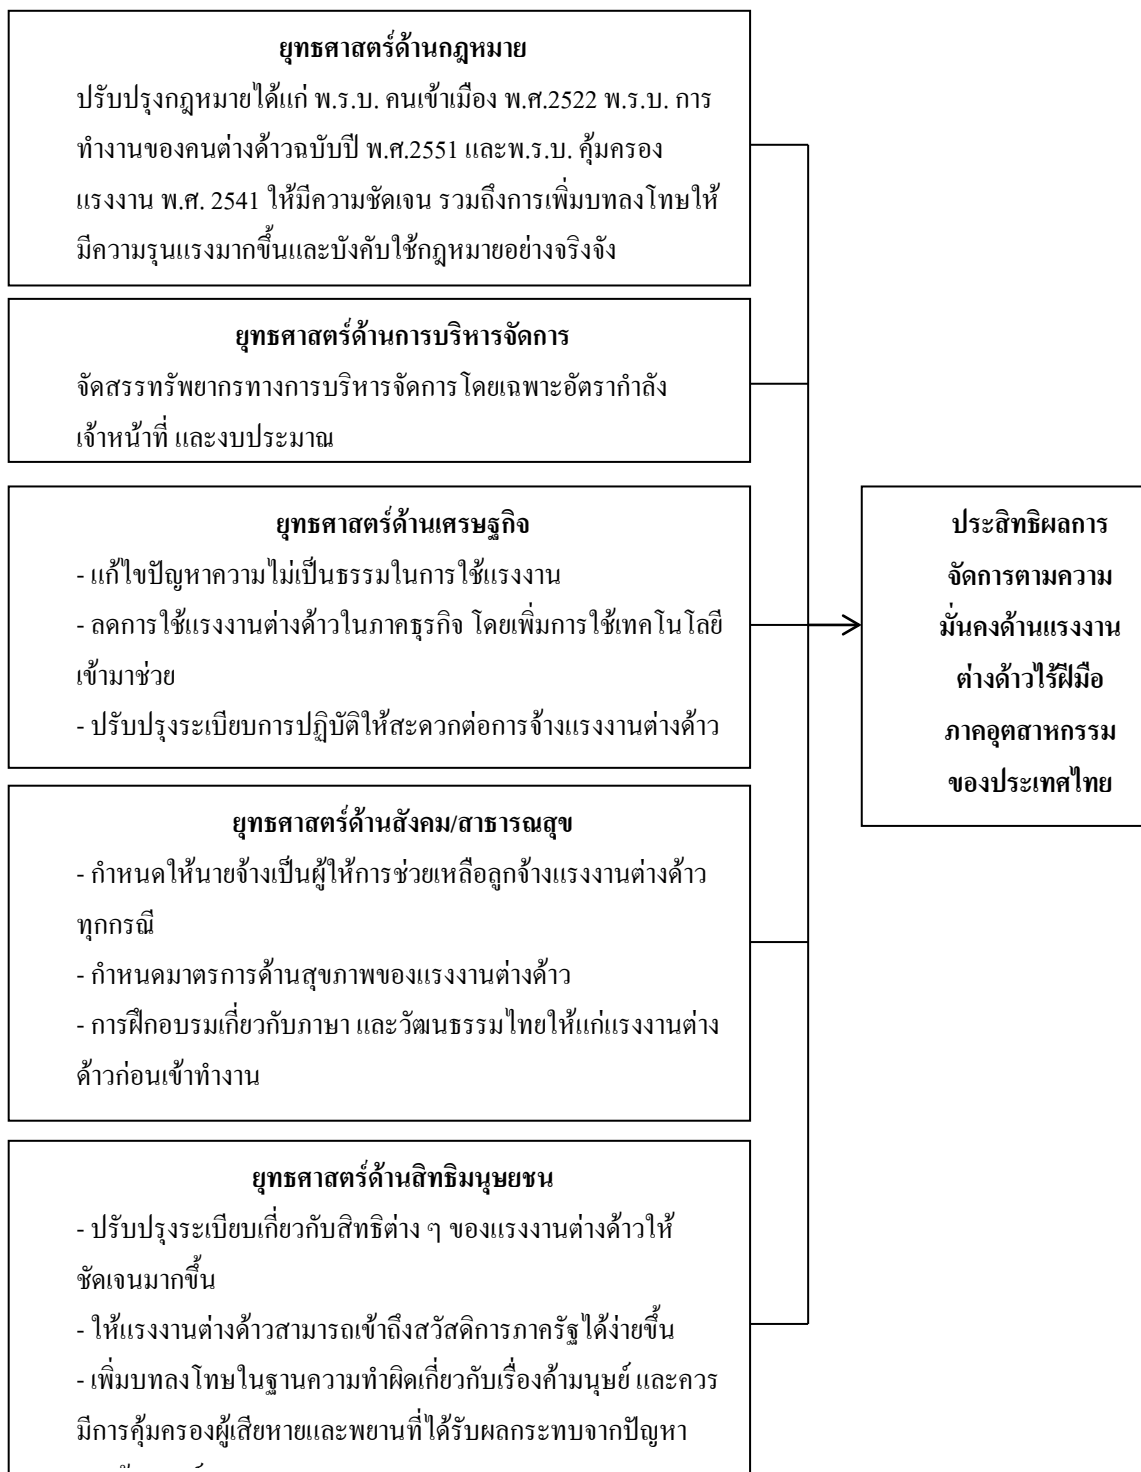 ยุทธศาสตร์ด้านกฎหมาย
ปรับปรุงกฎหมายได้แก่ พ.ร.บ. คนเข้าเมือง พ.ศ.2522 พ.ร.บ. การ
ทำงานของคนต่างด้าวฉบับปี พ.ศ.2551 และพ.ร.บ. คุ้มครอง
แรงงาน พ.ศ. 2541 ให้มีความชัดเจน รวมถึงการเพิ่มบทลงโทษให้
มีความรุนแรงมากขึ้นและบังคับใช้กฎหมายอย่างจริงจัง
ยุทธศาสตร์ด้านการบริหารจัดการ
จัดสรรทรัพยากรทางการบริหารจัดการโดยเฉพาะอัตรากำลัง
เจ้าหน้าที่ และงบประมาณ
ยุทธศาสตร์ด้านเศรษฐกิจ
- แก้ไขปัญหาความไม่เป็นธรรมในการใช้แรงงาน
- ลดการใช้แรงงานต่างด้าวในภาคธุรกิจ โดยเพิ่มการใช้เทคโนโลยี
เข้ามาช่วย
- ปรับปรุงระเบียบการปฏิบัติให้สะดวกต่อการจ้างแรงงานต่างด้าว
ยุทธศาสตร์ด้านสังคม/สาธารณสุข
- กำหนดให้นายจ้างเป็นผู้ให้การช่วยเหลือลูกจ้างแรงงานต่างด้าว
ทุกกรณี
- กำหนดมาตรการด้านสุขภาพของแรงงานต่างด้าว
- การฝึกอบรมเกี่ยวกับภาษา และวัฒนธรรมไทยให้แก่แรงงานต่าง
ด้าวก่อนเข้าทำงาน
ยุทธศาสตร์ด้านสิทธิมนุษยชน
- ปรับปรุงระเบียบเกี่ยวกับสิทธิต่าง ๆ ของแรงงานต่างด้าวให้
ชัดเจนมากขึ้น
- ให้แรงงานต่างด้าวสามารถเข้าถึงสวัสดิการภาครัฐได้ง่ายขึ้น
- เพิ่มบทลงโทษในฐานความทำผิดเกี่ยวกับเรื่องค้ามนุษย์ และควร
มีการคุ้มครองผู้เสียหายและพยานที่ได้รับผลกระทบจากปัญหา
ประสิทธิผลการ
จัดการตามความ
มั่นคงด้านแรงงาน
ต่างด้าวไร้ฝีมือ
ภาคอุตสาหกรรม
ของประเทศไทย